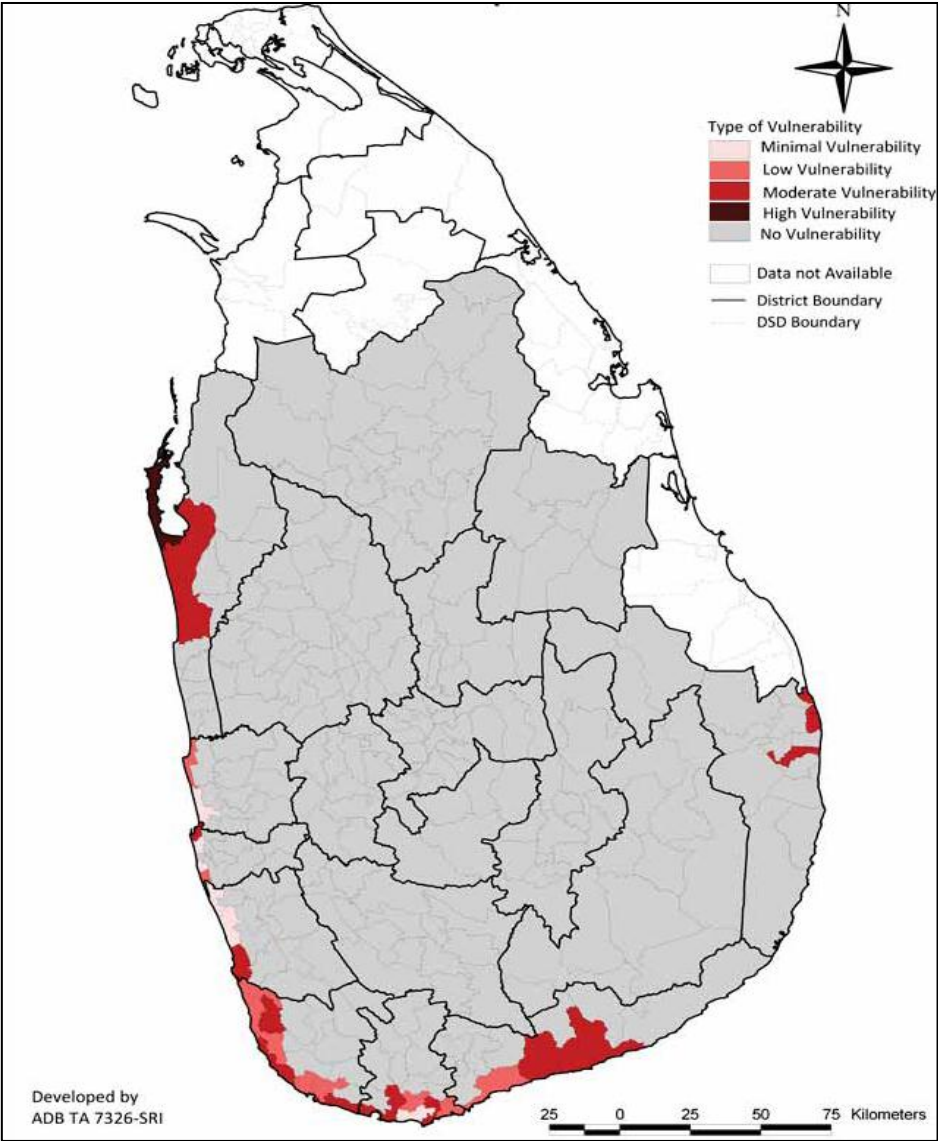 N
Type of Vulnerability
Minimal Vulnerability
Low Vulnerability
Moderate Vulnerability
High Vulnerability
No Vulnerability
Data not Available
District Boundary
DSD Boundary
Developed by
ADB TA 7326-SRI
25 0 25 50 75 Kilometers